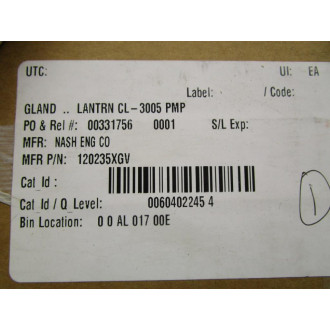 UTC: UI: EA
Label: / Code:
GLAND .. LANTRN CL-3005 PMP
PO & Rel #: 00331756 0001 S/L Exp:
MFR: NASH ENG CO
MFR P/N: 120235XGV
Cat_Id :
Cat_Id / Q_Level: 0060402245 4
Bin Location: 0 0 AL 017 00E
1